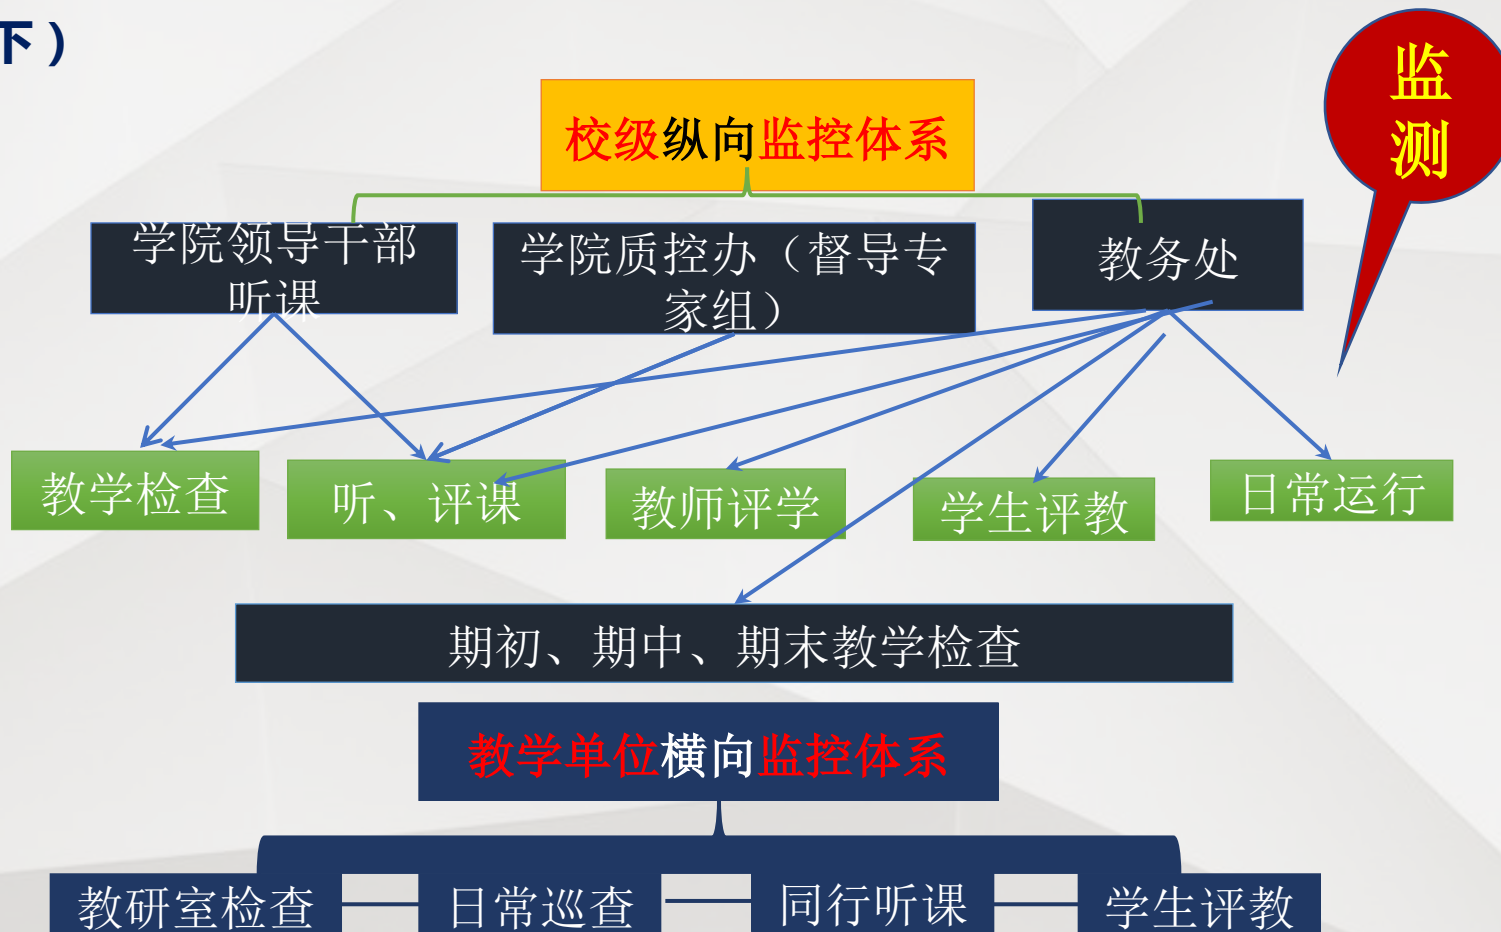 下）
监
测
校级纵向监控体系
学院领导干部
听课
学院质控办（督导专
家组）
教务处
教学检查
听、评课
教师评学
学生评教
日常运行
期初、期中、期末教学检查
教学单位横向监控体系
教研室检查
日常巡查
同行听课
学生评教